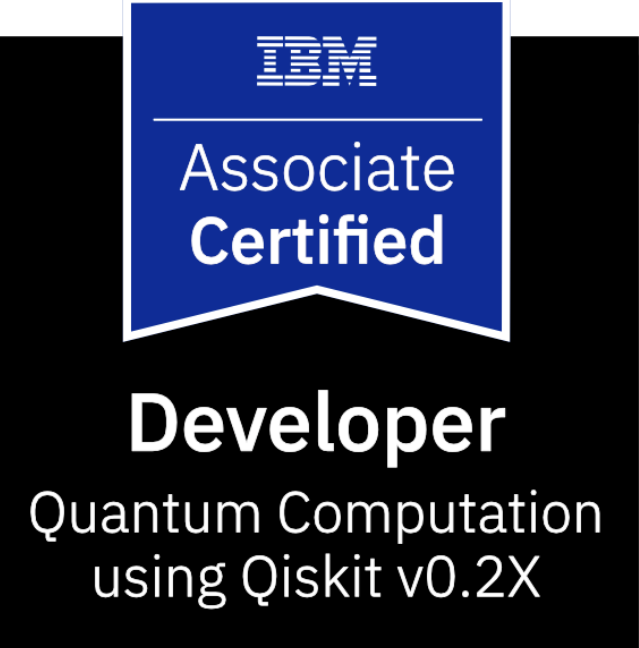 IBM
Associate
Certified
Developer
Quantum Computation
using Qiskit v0.2X